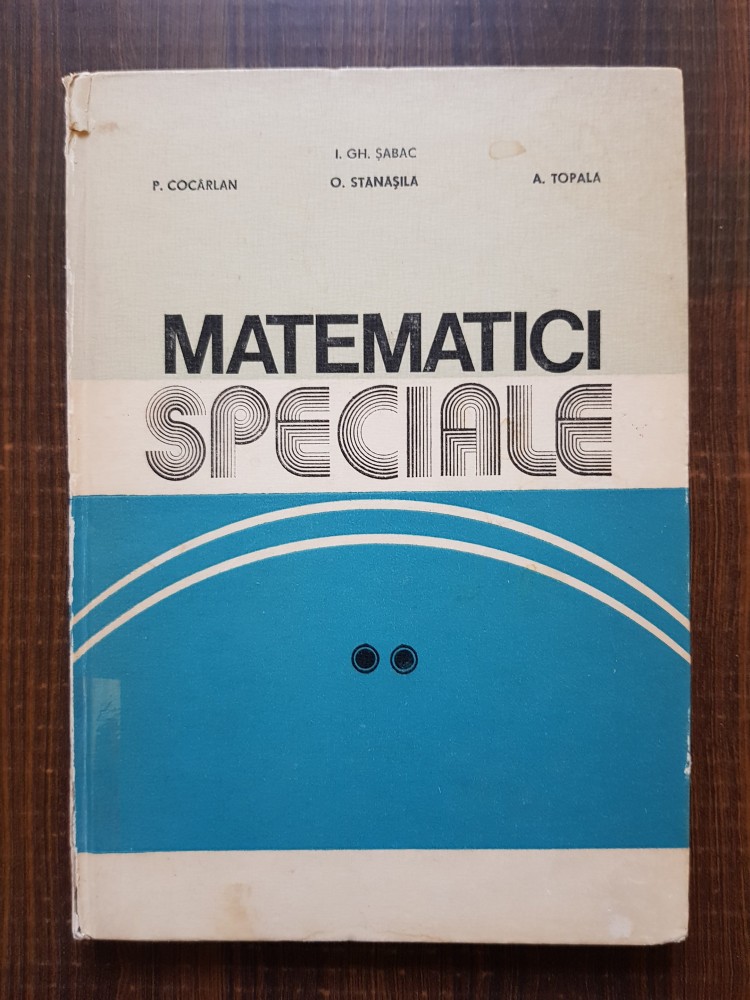 I. GH. ŞABAC
P. COCÂRLAN O. STANAŞILA A. TOPALA
MATEMATICI
SPECIALE